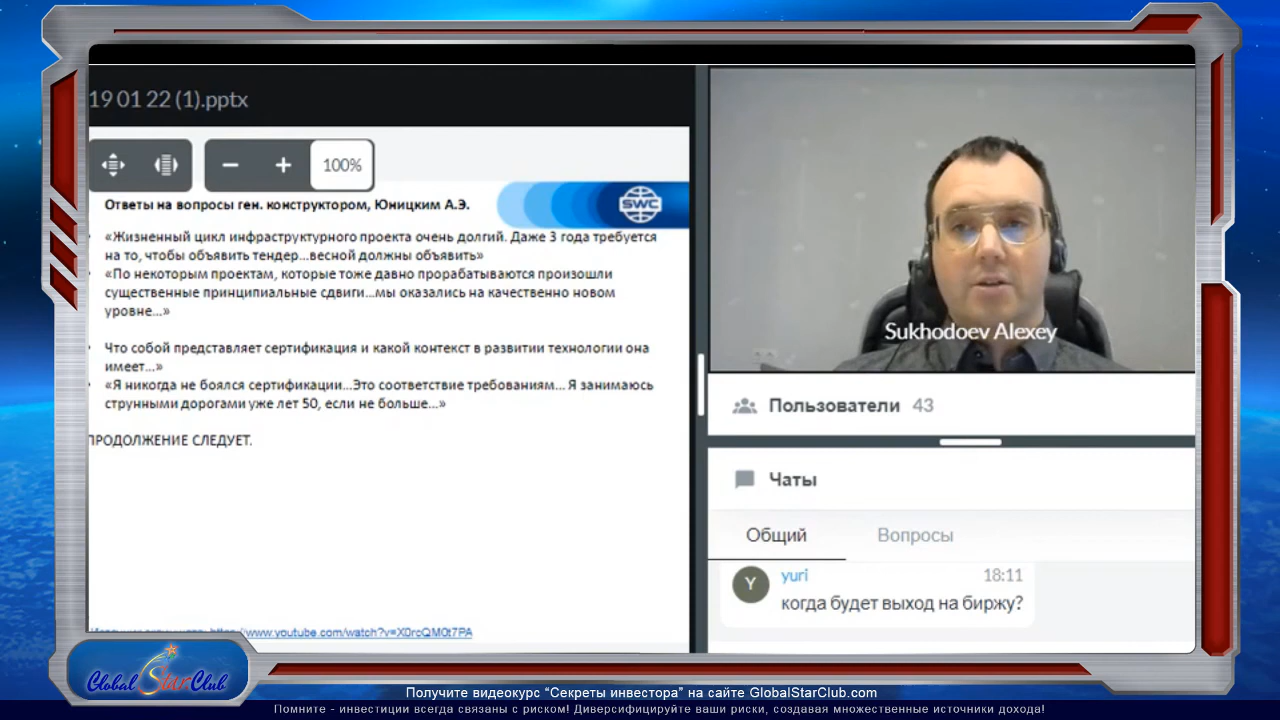 19 01 22 (1).pptx
100%
Ответы на вопросы ген. конструктором, Юницким А.Э.
SWC
«Жизненный цикл инфраструктурного проекта очень долгий. Даже 3 года требуется
на то, чтобы объявить тендер...весной должны объявить»
«По некоторым проектам, которые тоже давно прорабатываются произошли
существенные принципиальные сдвиги...мы оказались на качественно новом
уровне...»
Что собой представляет сертификация и какой контекст в развитии технологии она
имеет...»
«Я никогда не боялся сертификации...Это соответствие требованиям... Я занимаюсь
струнными дорогами уже лет 50, если не больше...»
ПРОДОЛЖЕНИЕ СЛЕДУЕТ.
Sukhodoev Alexey
Пользователи 43
Чаты
Общий Вопросы
Y
yuri 18:11
когда будет выход на биржу?
Global Star Club
Получите видеокурс "Секреты инвестора" на сайте GlobalStarClub.com
Помните - инвестиции всегда связаны с риском! Диверсифицируйте ваши риски, создавая множественные источники дохода!